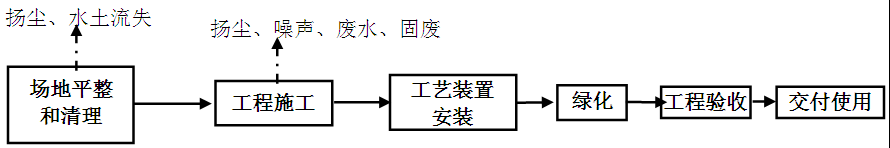 扬尘、水土流失
扬尘、噪声、废水、固废
场地平整
和清理
工程施工
工艺装置
安装
绿化
工程验收
交付使用